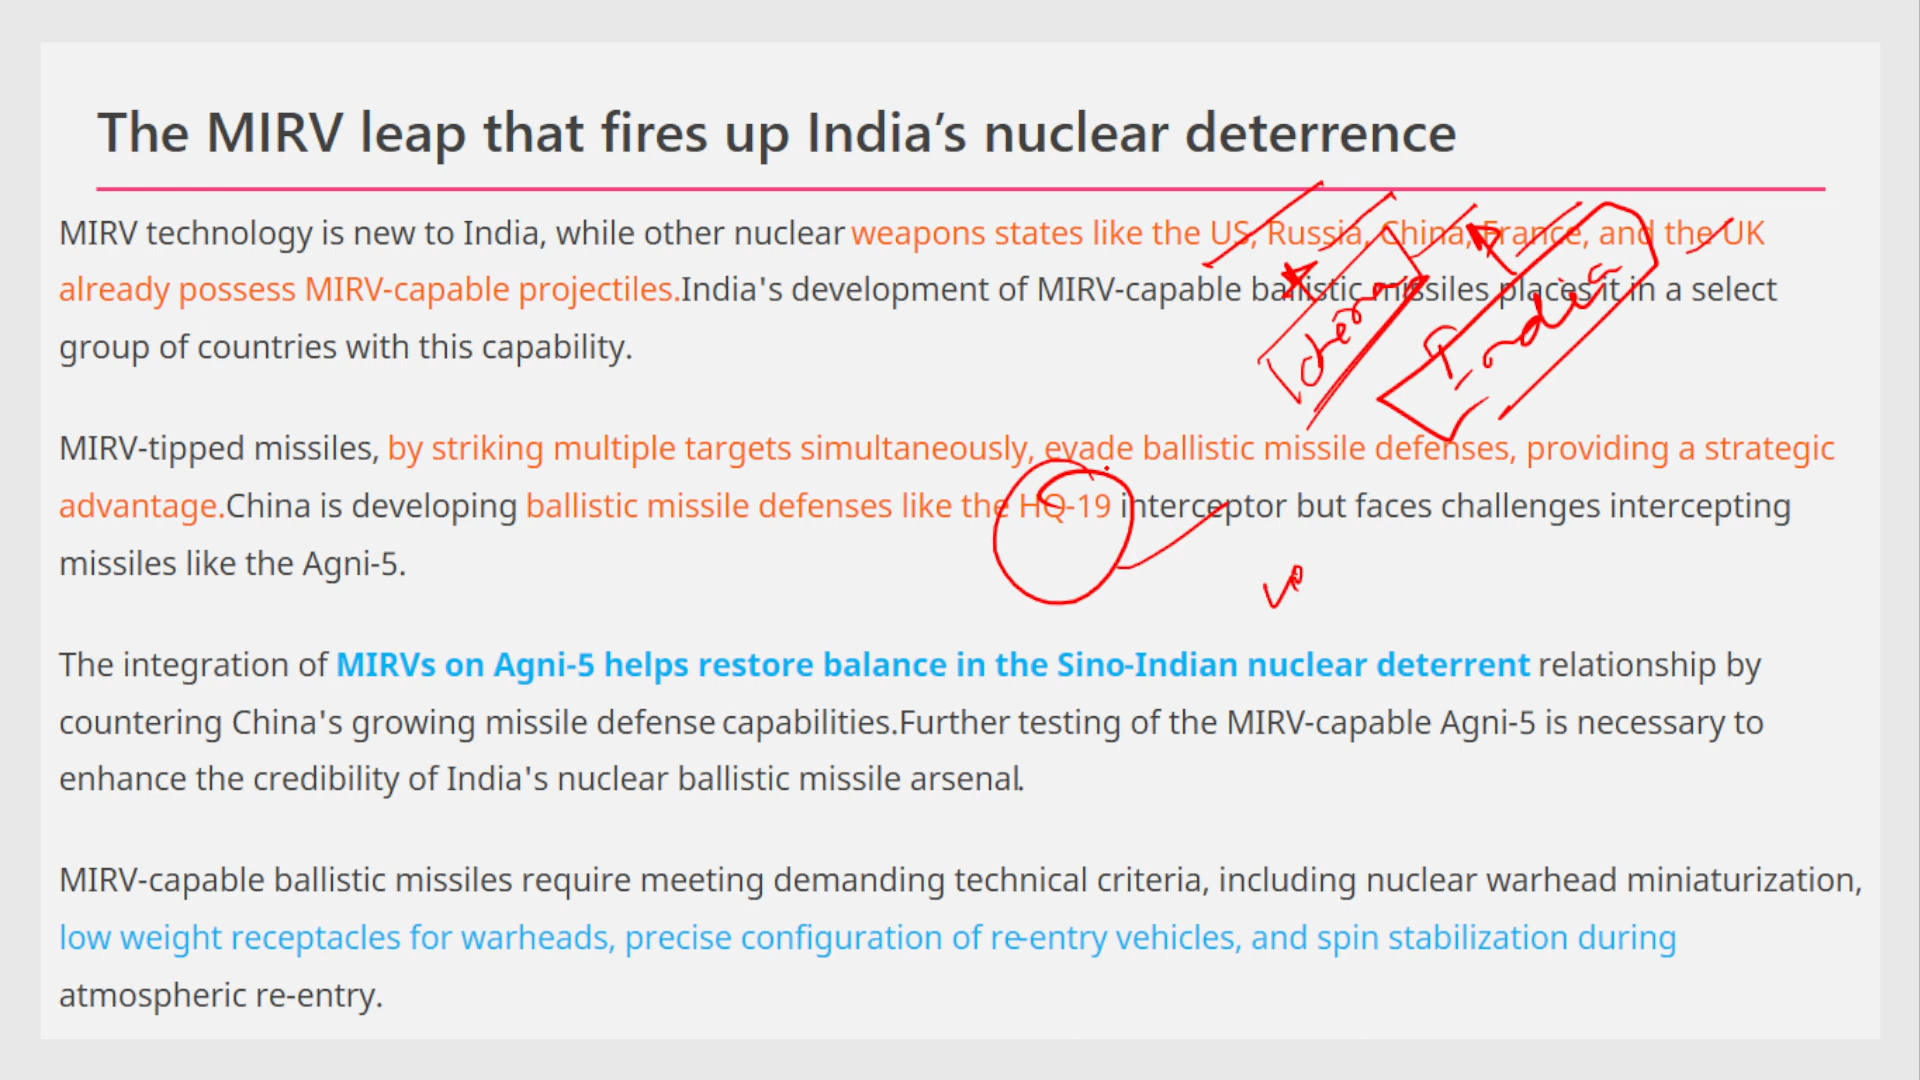 The MIRV leap that fires up India’s nuclear deterrence
MIRV technology is new to India, while other nuclear weapons states like the US, Russia, China, France, and the UK
already possess MIRV-capable projectiles.India's development of MIRV-capable ballistic missiles places it in a select
group of countries with this capability.
China
India
MIRV-tipped missiles, by striking multiple targets simultaneously, evade ballistic missile defenses, providing a strategic
advantage.China is developing ballistic missile defenses like the HQ-19 interceptor but faces challenges intercepting
missiles like the Agni-5.
The integration of MIRVs on Agni-5 helps restore balance in the Sino-Indian nuclear deterrent relationship by
countering China's growing missile defense capabilities.Further testing of the MIRV-capable Agni-5 is necessary to
enhance the credibility of India's nuclear ballistic missile arsenal.
MIRV-capable ballistic missiles require meeting demanding technical criteria, including nuclear warhead miniaturization,
low weight receptacles for warheads, precise configuration of re-entry vehicles, and spin stabilization during
atmospheric re-entry.